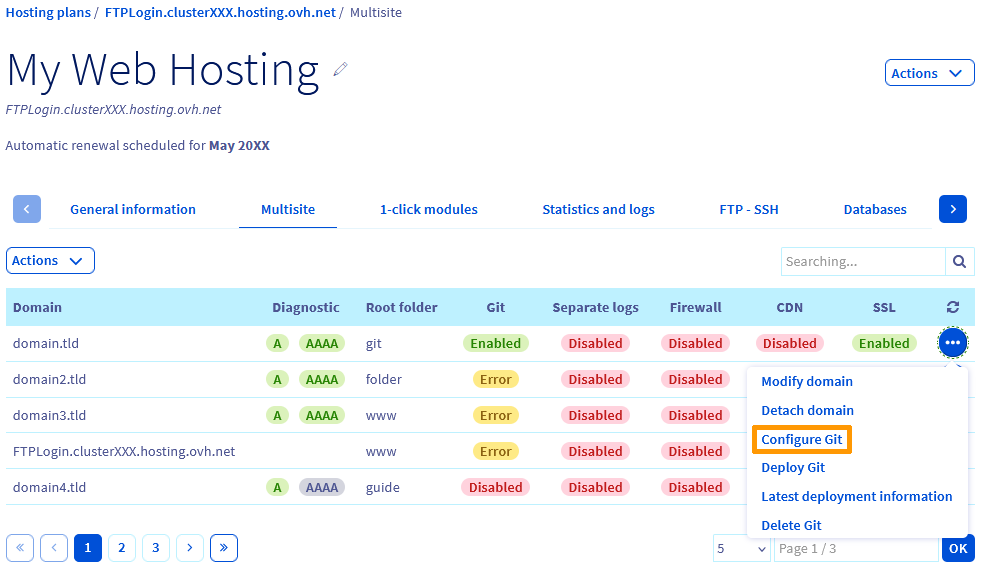 Hosting plans / FTPLogin.clusterXXX.hosting.ovh.net / Multisite
My Web Hosting
Actions
FTPLogin.clusterXXX.hosting.ovh.net
Automatic renewal scheduled for May 20XX
General information Multisite 1-click modules Statistics and logs FTP - SSH Databases
Actions Searching...
Domain Diagnostic Root folder Git Separate logs Firewall CDN SSL
domain.tld A AAAA git Enabled Disabled Disabled Disabled Enabled
domain2.tld A AAAA folder Error Disabled Disabled
domain3.tld A AAAA www Error Disabled Disabled
FTPLogin.clusterXXX.hosting.ovh.net www Error Disabled Disabled
domain4.tld A AAAA guide Disabled Disabled Disabled
Modify domain
Detach domain
Configure Git
Deploy Git
Latest deployment information
Delete Git
« ‹ 1 2 3 › » 5 Page 1 / 3 OK